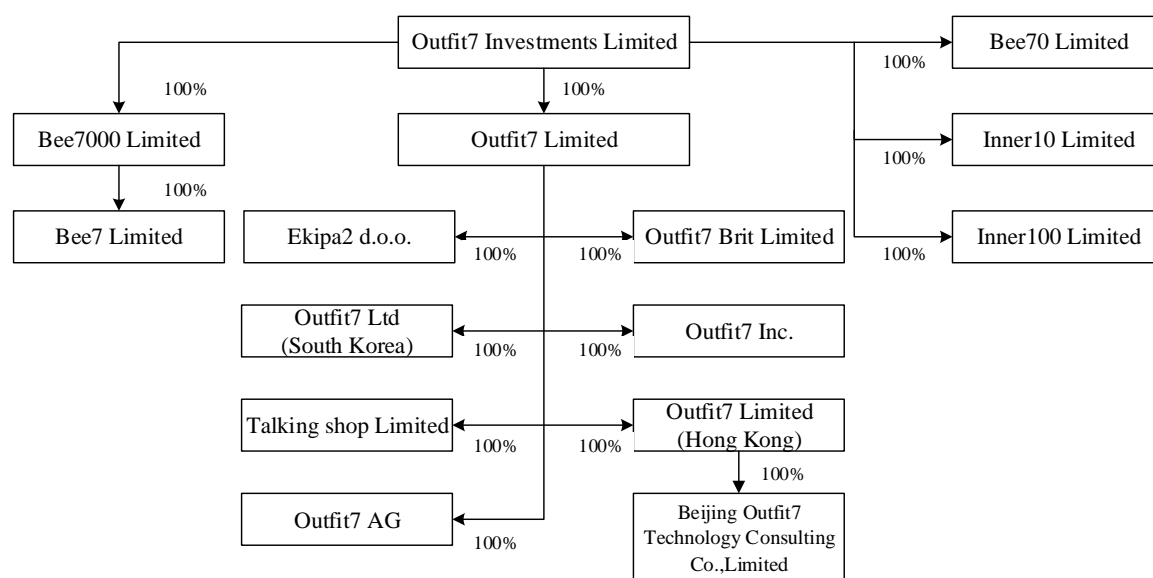 Outfit7 Investments Limited
Bee70 Limited
100%
100%
100%
Bee7000 Limited
Outfit7 Limited
Inner10 Limited
100%
100%
Bee7 Limited
Ekipa2 d.o.o.
Outfit7 Brit Limited
Inner100 Limited
100%
100%
100%
Outfit7 Ltd
(South Korea)
Outfit7 Inc.
100%
100%
Talking shop Limited
Outfit7 Limited
(Hong Kong)
100%
100%
100%
Outfit7 AG
Beijing Outfit7
Technology Consulting
Co.,Limited
100%